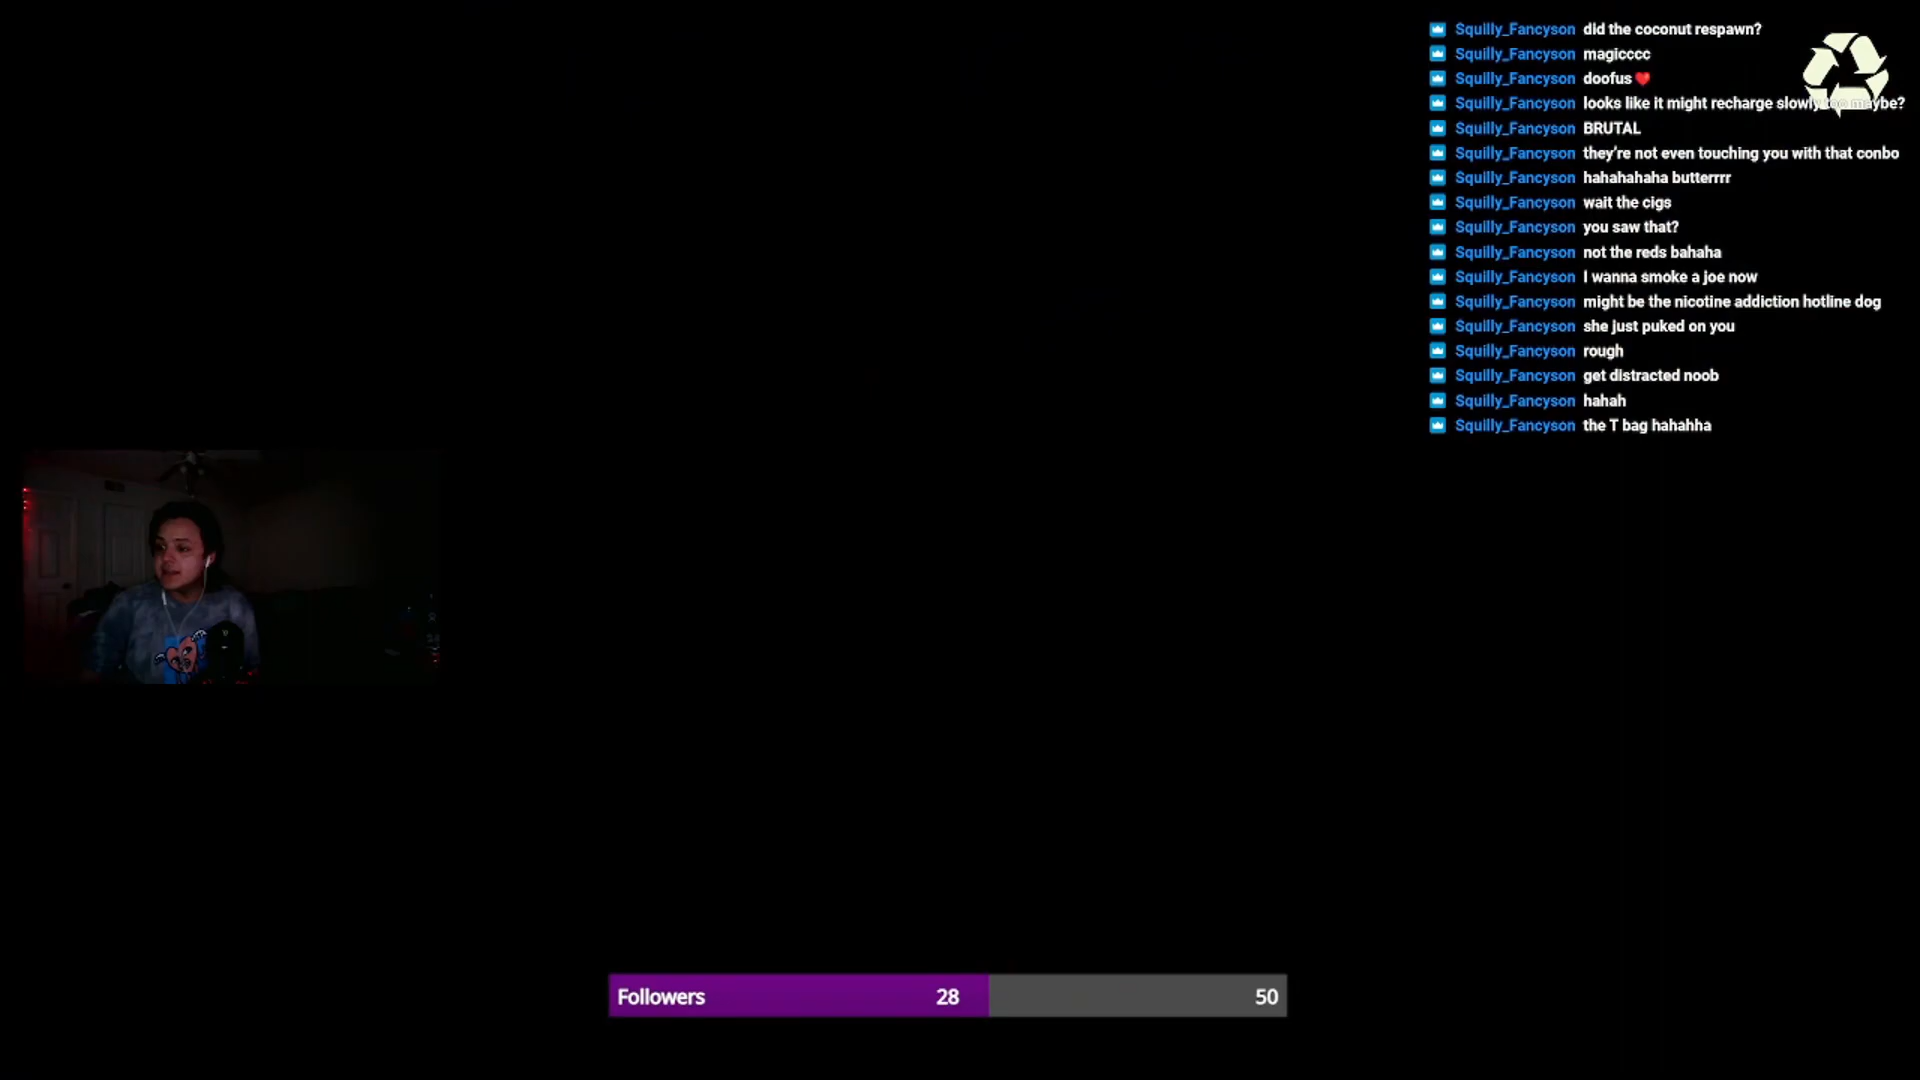 Squilly_Fancyson did the coconut respawn?
Squilly_Fancyson magicccc
Squilly_Fancyson doofus
Squilly_Fancyson looks like it might recharge slowly too maybe?
Squilly_Fancyson BRUTAL
Squilly_Fancyson they're not even touching you with that conbo
Squilly_Fancyson hahahahaha butterrrr
Squilly_Fancyson wait the cigs
Squilly_Fancyson you saw that?
Squilly_Fancyson not the reds bahaha
Squilly_Fancyson I wanna smoke a joe now
Squilly_Fancyson might be the nicotine addiction hotline dog
Squilly_Fancyson she just puked on you
Squilly_Fancyson rough
Squilly_Fancyson get distracted noob
Squilly_Fancyson hahah
Squilly_Fancyson the T bag hahahha
Followers 28 50